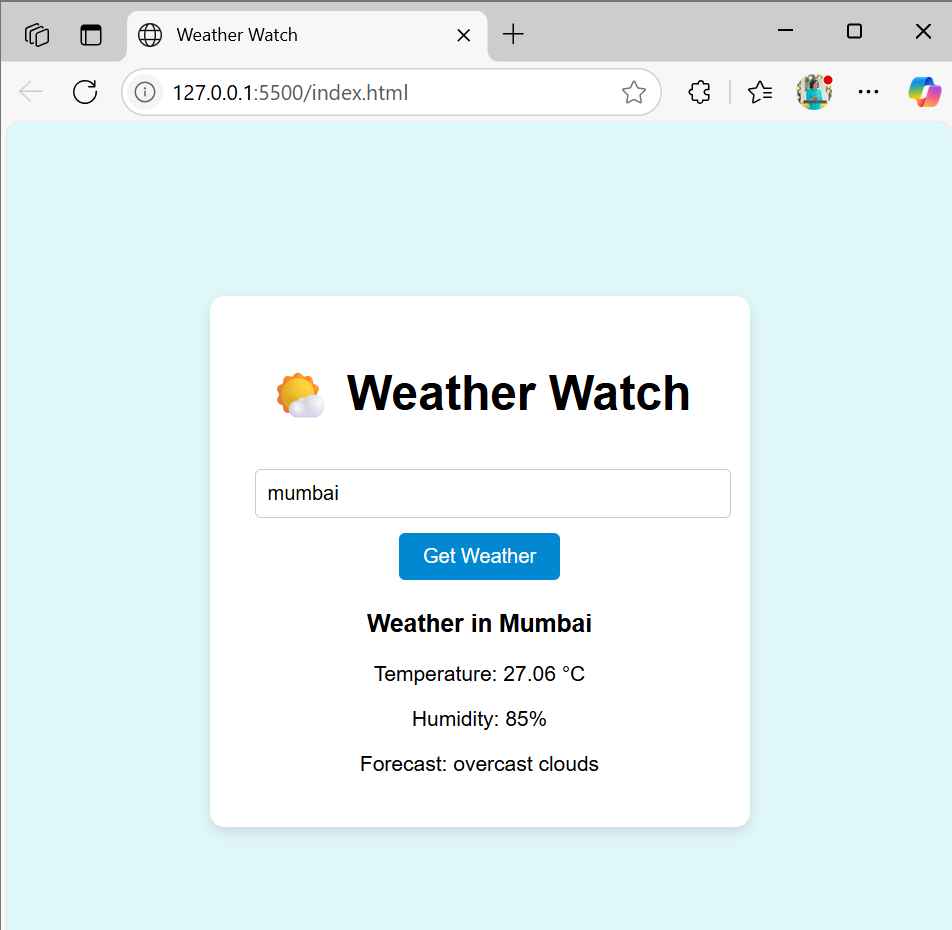 Weather Watch
127.0.0.1:5500/index.html
Weather Watch
mumbai
Get Weather
Weather in Mumbai
Temperature: 27.06 °C
Humidity: 85%
Forecast: overcast clouds